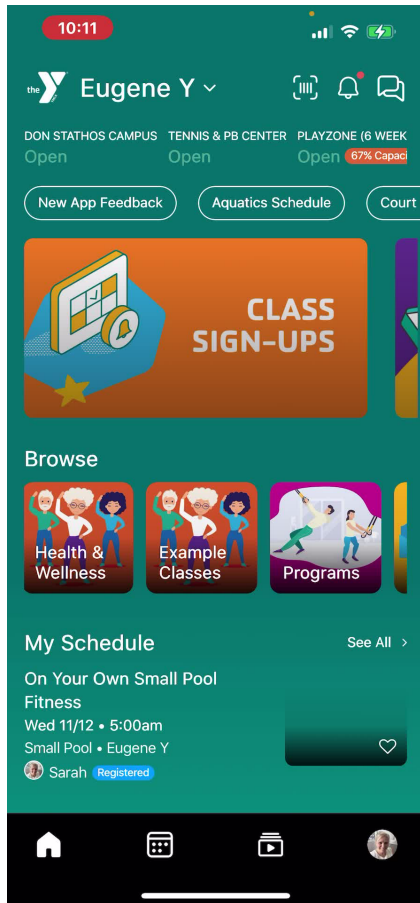 10:11
the Y Eugene Y
DON STATHOS CAMPUS TENNIS & PB CENTER PLAYZONE (6 WEEK
Open Open Open 67% Capaci
New App Feedback Aquatics Schedule Court
CLASS
SIGN-UPS
Browse
Health &
Wellness
Example
Classes
Programs
My Schedule See All >
On Your Own Small Pool
Fitness
Wed 11/12 • 5:00am
Small Pool • Eugene Y
Sarah Registered